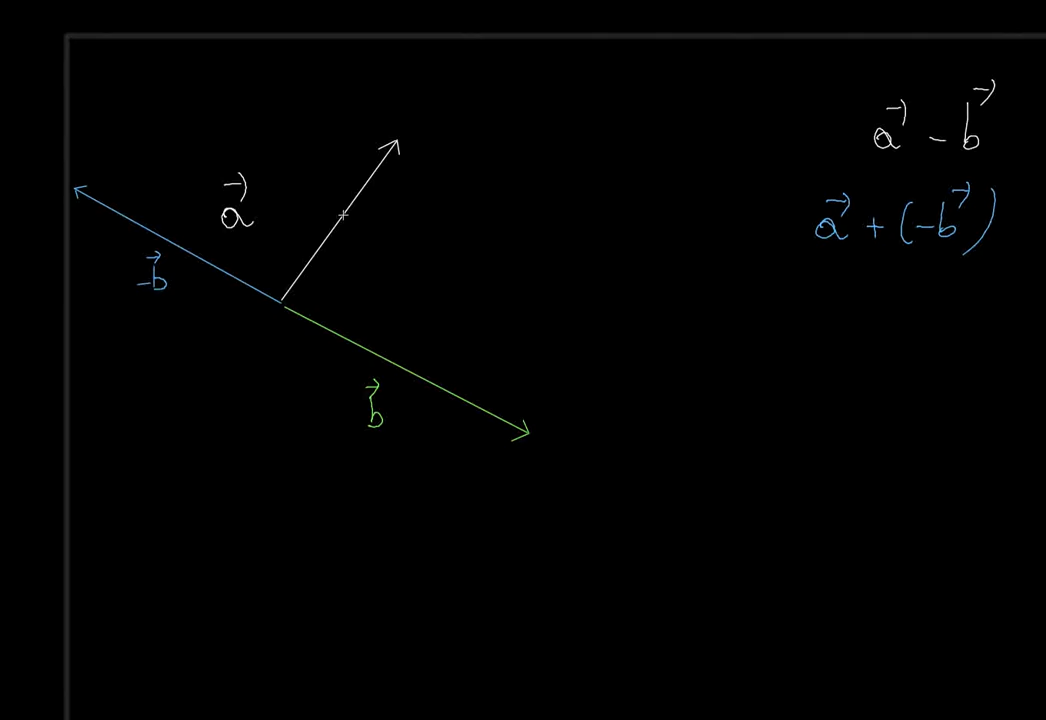 a⃗ - b⃗
a⃗ + (-b⃗)
a⃗
-b⃗
b⃗